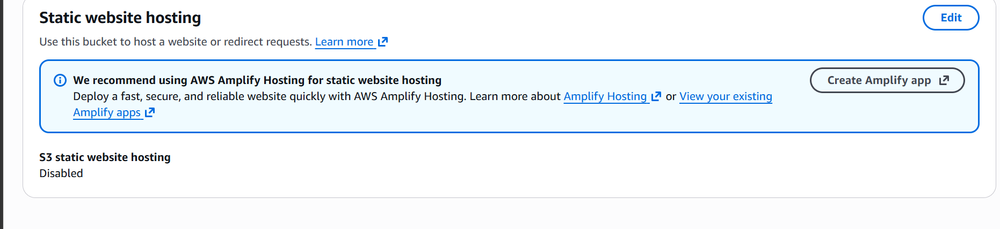 Static website hosting
Edit
Use this bucket to host a website or redirect requests. Learn more
We recommend using AWS Amplify Hosting for static website hosting
Create Amplify app
Deploy a fast, secure, and reliable website quickly with AWS Amplify Hosting. Learn more about Amplify Hosting or View your existing
Amplify apps
S3 static website hosting
Disabled